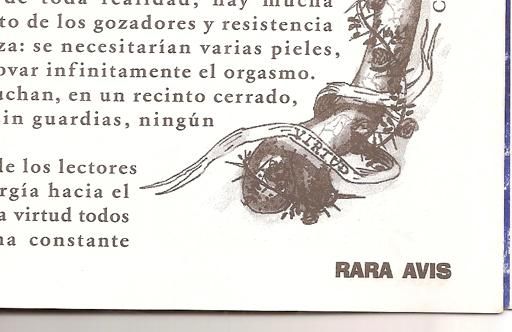 de toda realidad, hay mucha
to de los gozadores y resistencia
za: se necesitarían varias pieles,
ovar infinitamente el orgasmo.
uchan, en un recinto cerrado,
sin guardias, ningún
de los lectores
rgía hacia el
a virtud todos
na constante
VIRTUD
RARA AVIS